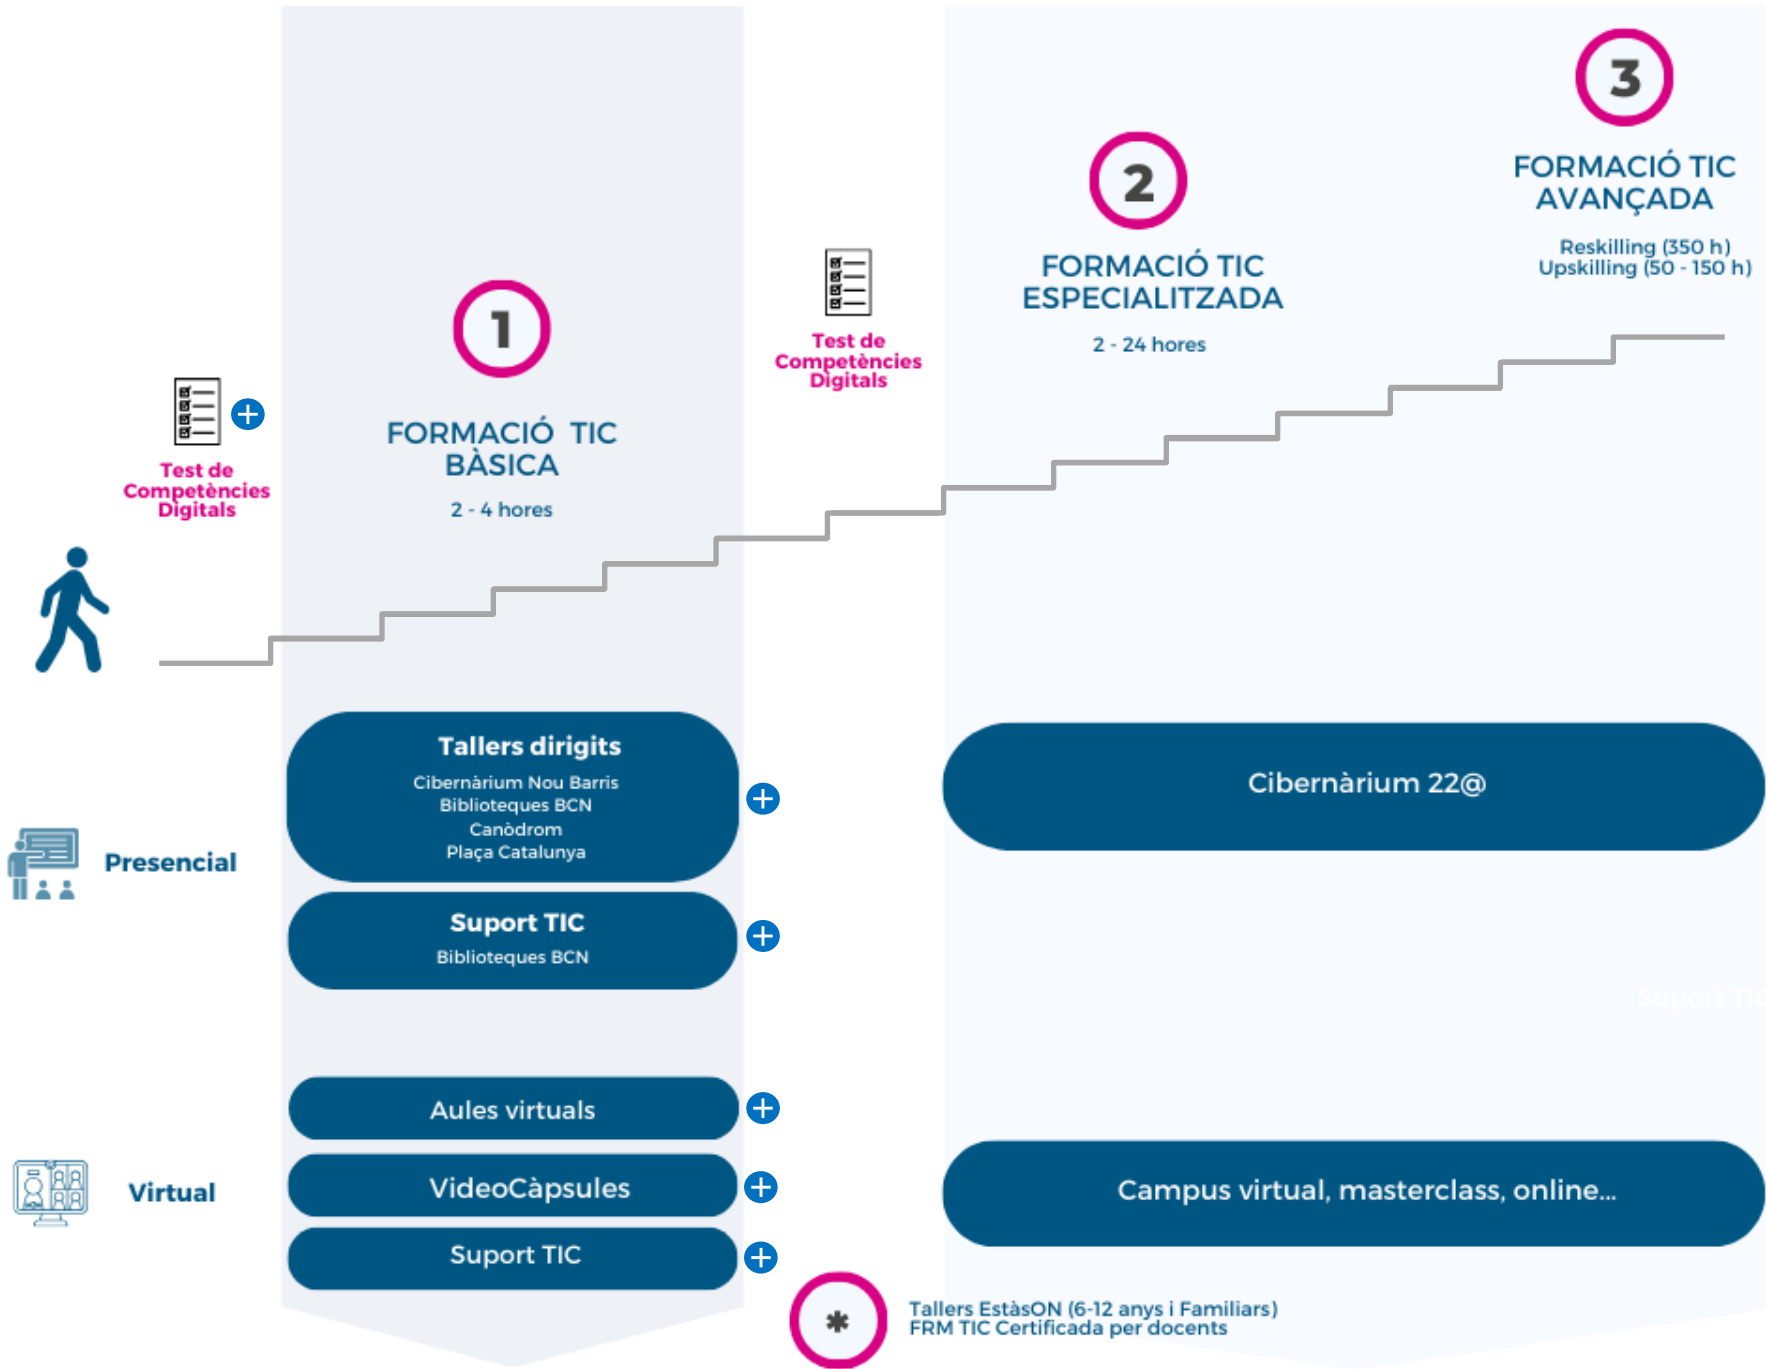 3
FORMACIÓ TIC
AVANÇADA
Reskilling (350 h)
Upskilling (50 - 150 h)
2
FORMACIÓ TIC
ESPECIALITZADA
2 - 24 hores
Test de
Competències
Digitals
1
FORMACIÓ TIC
BÀSICA
2 - 4 hores
Test de
Competències
Digitals
Tallers dirigits
Cibernàrium Nou Barris
Biblioteques BCN
Canòdrom
Plaça Catalunya
Cibernàrium 22@
Presencial
Suport TIC
Biblioteques BCN
Suport TIC
Aules virtuals
Virtual
VideoCàpsules
Campus virtual, masterclass, online...
Suport TIC
*
Tallers EstàsON (6-12 anys i Familiars)
FRM TIC Certificada per docents